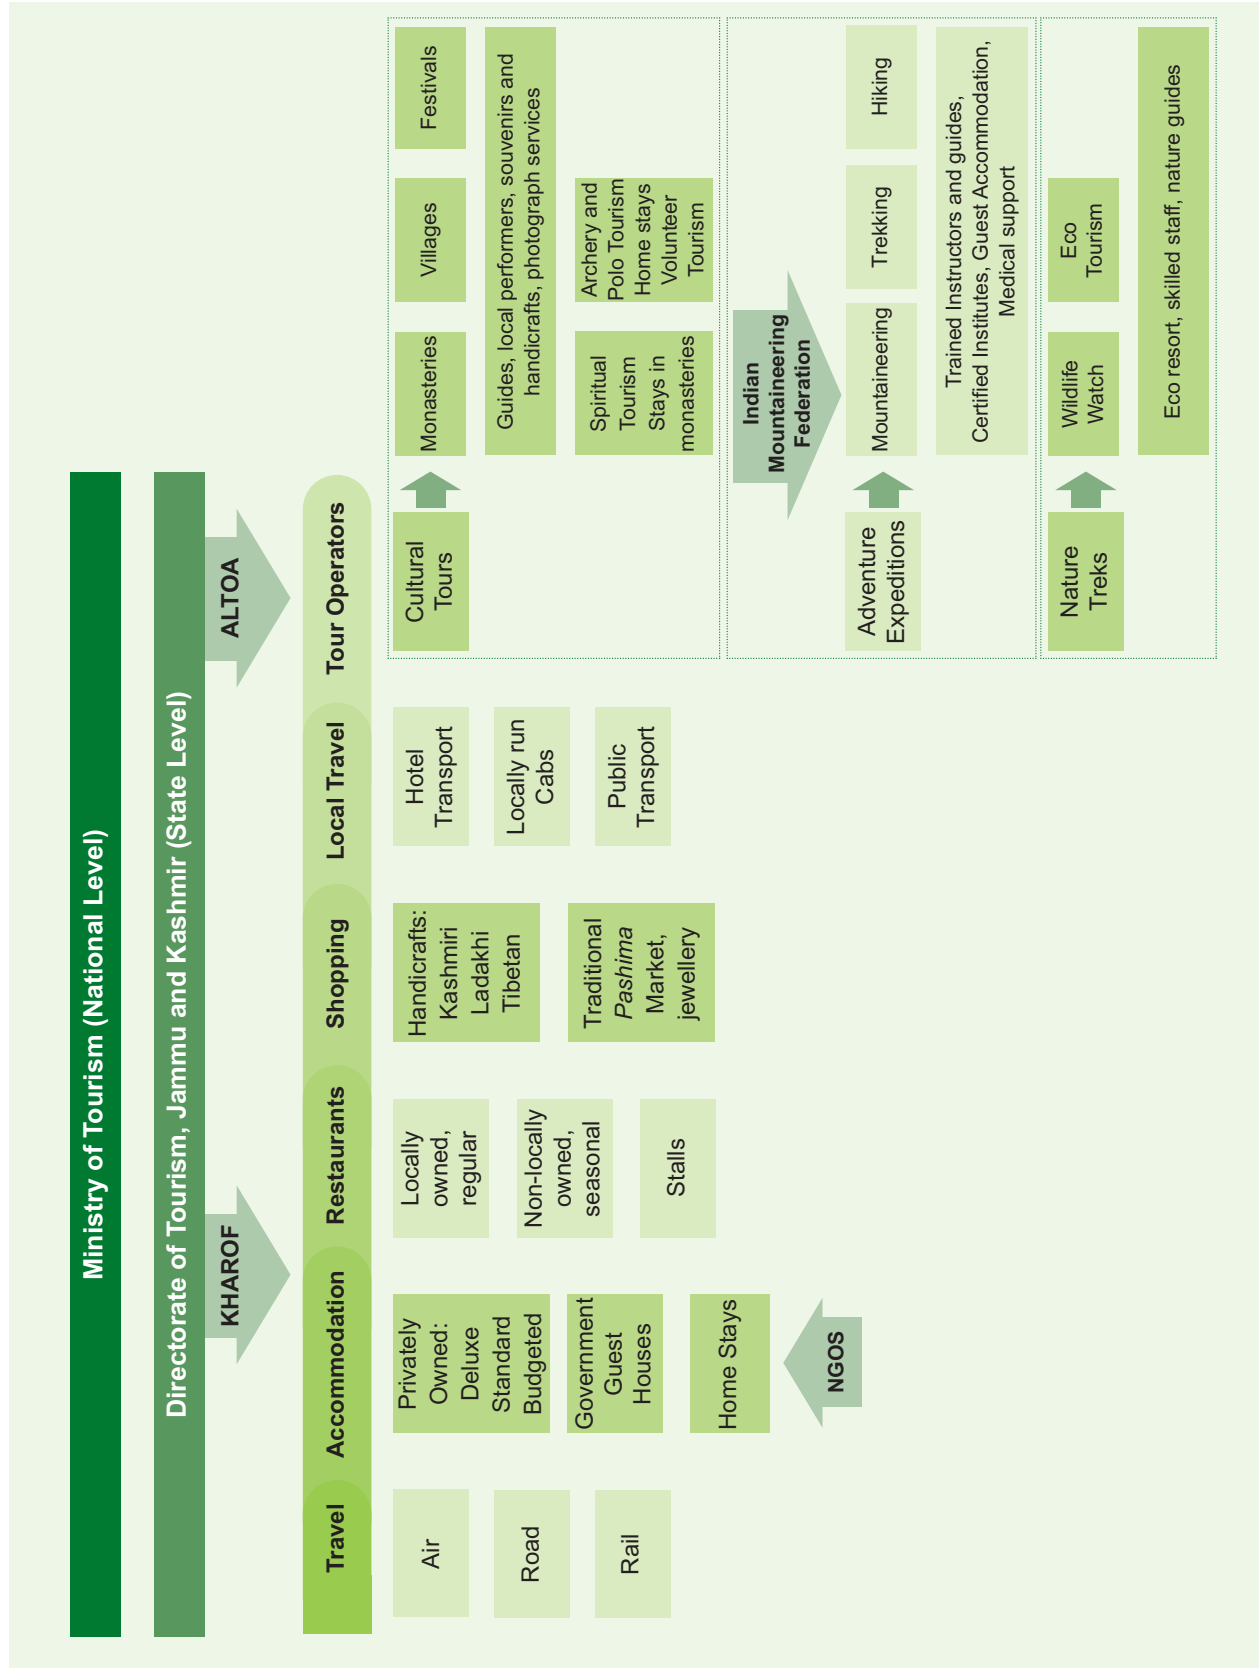 Ministry of Tourism (National Level)
Directorate of Tourism, Jammu and Kashmir (State Level)
KHAROF
ALTOA
Travel
Accommodation
Restaurants
Shopping
Local Travel
Tour Operators
Air
Road
Rail
Privately
Owned:
Deluxe
Standard
Budgeted
Government
Guest
Houses
Home Stays
NGOS
Locally
owned,
regular
Non-locally
owned,
seasonal
Stalls
Handicrafts:
Kashmiri
Ladakhi
Tibetan
Traditional
Pashima
Market,
jewellery
Hotel
Transport
Locally run
Cabs
Public
Transport
Cultural
Tours
Monasteries
Villages
Festivals
Guides, local performers, souvenirs and
handicrafts, photograph services
Spiritual
Tourism
Stays in
monasteries
Archery and
Polo Tourism
Home stays
Volunteer
Tourism
Indian
Mountaineering
Federation
Adventure
Expeditions
Mountaineering
Trekking
Hiking
Trained Instructors and guides,
Certified Institutes, Guest Accommodation,
Medical support
Nature
Treks
Wildlife
Watch
Eco
Tourism
Eco resort, skilled staff, nature guides